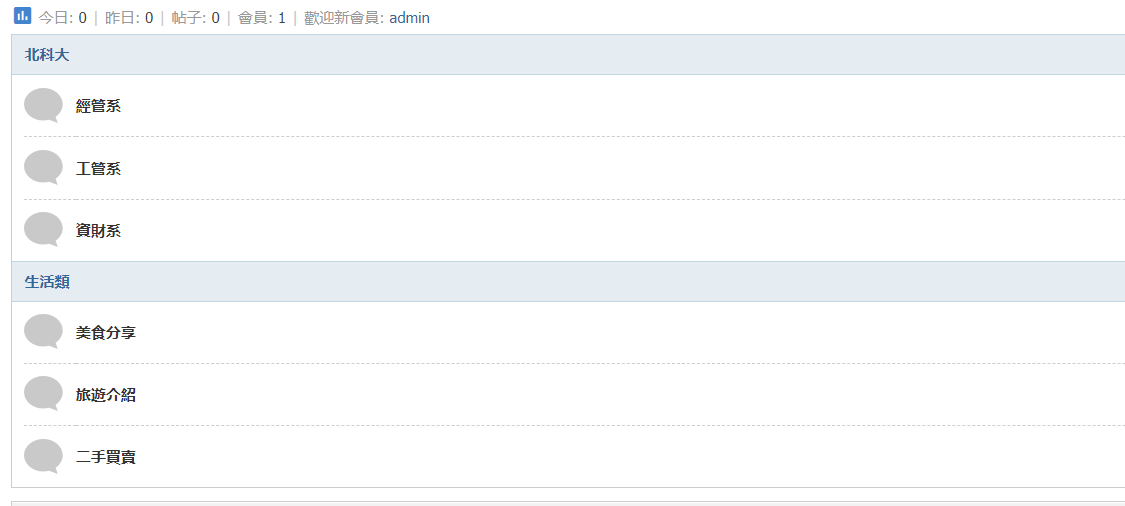 今日: 0 | 昨日: 0 | 帖子: 0 | 會員: 1 | 歡迎新會員: admin
北科大
經管系
工管系
資財系
生活類
美食分享
旅遊介紹
二手買賣